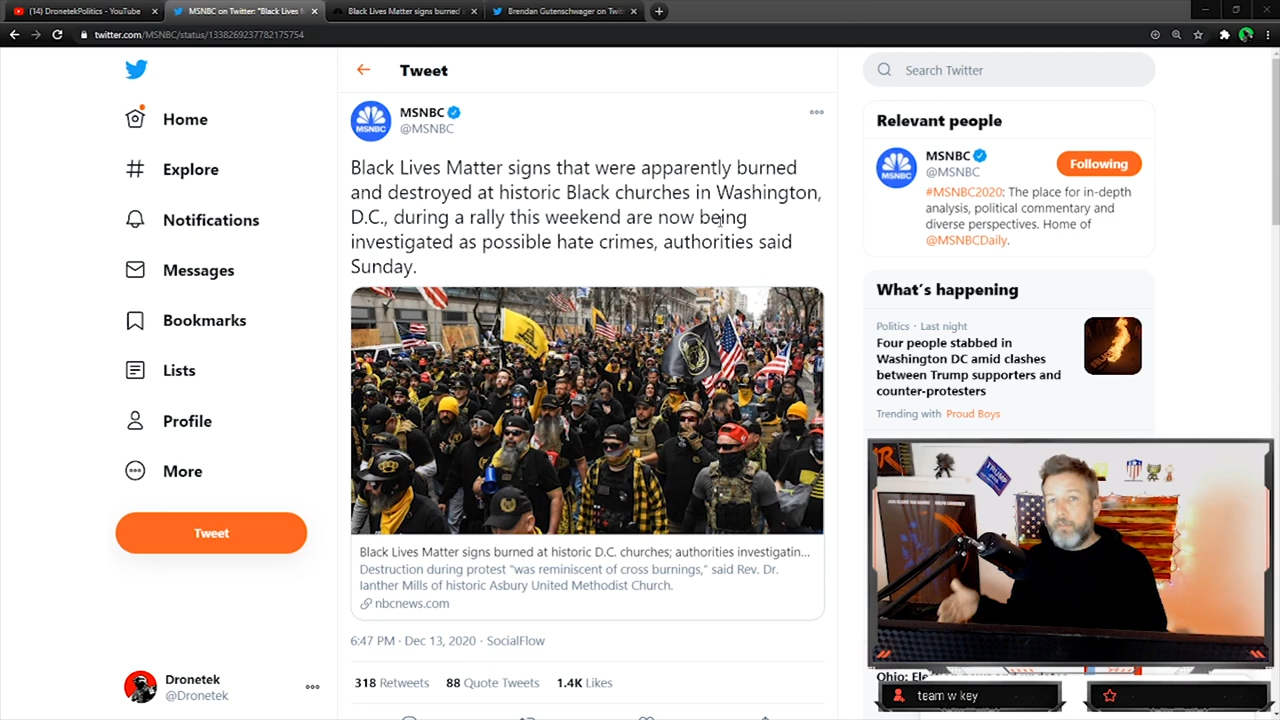 (14) DronetekPolitics - YouTube
MSNBC on Twitter: "Black Lives M
Black Lives Matter signs burned
Brendan Gutenschwager on Twit
twitter.com/MSNBC/status/1338269237782175754
Home
Explore
Notifications
Messages
Bookmarks
Lists
Profile
More
Tweet
Dronetek
@Dronetek
Tweet
MSNBC
@MSNBC
Black Lives Matter signs that were apparently burned
and destroyed at historic Black churches in Washington,
D.C., during a rally this weekend are now being
investigated as possible hate crimes, authorities said
Sunday.
MSNBC
Black Lives Matter signs burned at historic D.C. churches; authorities investigatin...
Destruction during protest "was reminiscent of cross burnings," said Rev. Dr.
Ianther Mills of historic Asbury United Methodist Church.
nbcnews.com
6:47 PM · Dec 13, 2020 · SocialFlow
318 Retweets 88 Quote Tweets 1.4K Likes
Search Twitter
Relevant people
MSNBC
@MSNBC
Following
MSNBC
#MSNBC2020: The place for in-depth
analysis, political commentary and
diverse perspectives. Home of
@MSNBCDaily.
What's happening
Politics · Last night
Four people stabbed in
Washington DC amid clashes
between Trump supporters and
counter-protesters
Trending with Proud Boys
TRUMP
team w key